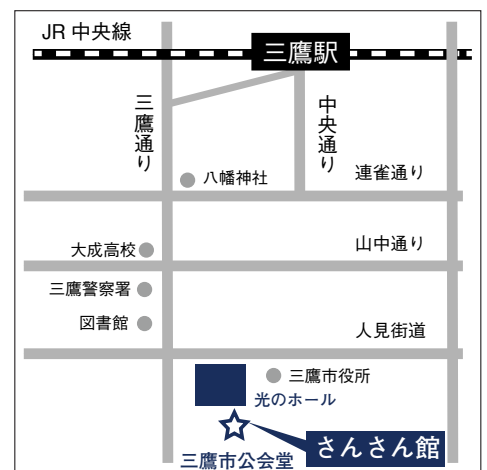 JR 中央線
三鷹駅
三鷹通り
中央通り
八幡神社
連雀通り
大成高校
山中通り
三鷹警察署
図書館
人見街道
三鷹市役所
光のホール
さんさん館
三鷹市公会堂